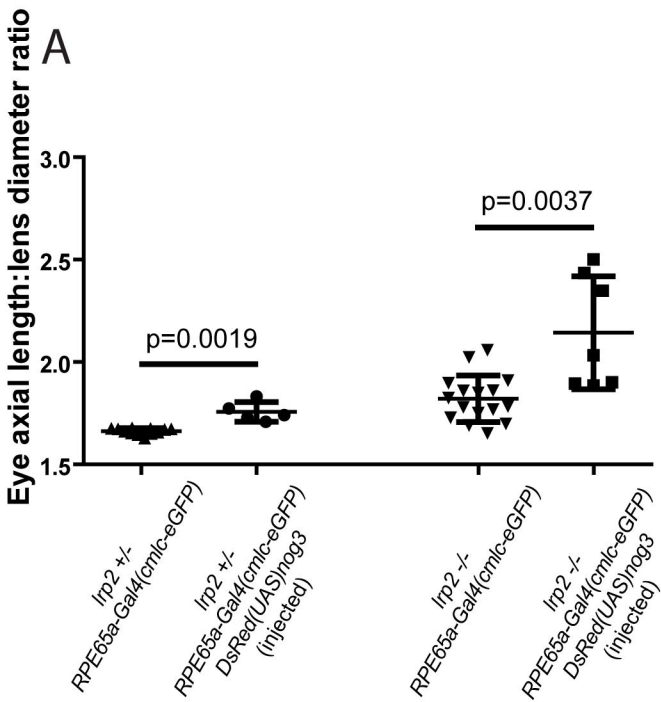 A
Eye axial length:lens diameter ratio
3.0
2.5
2.0
1.5
p=0.0019
p=0.0037
lrp2 +/-
RPE65a-Gal4(cmlc-eGFP)
lrp2 +/-
RPE65a-Gal4(cmlc-eGFP)
DsRed(UAS)nog3
(injected)
lrp2 -/-
RPE65a-Gal4(cmlc-eGFP)
lrp2 -/-
RPE65a-Gal4(cmlc-eGFP)
DsRed(UAS)nog3
(injected)